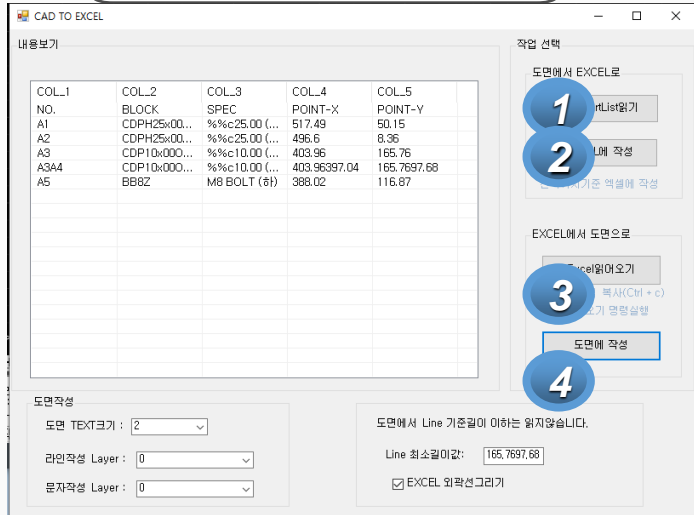 CAD TO EXCEL
내용보기
COL_1 COL_2 COL_3 COL_4 COL_5
NO. BLOCK SPEC POINT-X POINT-Y
A1 CDPH25x00... %%c25.00 (... 517.49 50.15
A2 CDPH25x00... %%c25.00 (... 496.6 8.36
A3 CDP10x00O... %%c10.00 (... 403.96 165.76
A3A4 CDP10x000... %%c10.00 (... 403.96397.04 165.7697.68
A5 BB8Z M8 BOLT (하) 388.02 116.87
작업 선택
도면에서 EXCEL로
1
rtList읽기
2
에 작성
기준 엑셀에 작성
EXCEL에서 도면으로
cel읽어오기
3
복사(Ctrl + c)
오기 명령실행
도면에 작성
4
도면작성
도면 TEXT크기 : 2
라인작성 Layer : 0
문자작성 Layer : 0
도면에서 Line 기준길이 이하는 읽지않습니다.
Line 최소길이값: 165,7697,68
EXCEL 외곽선그리기